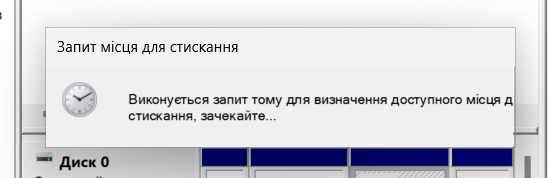 Запит місця для стискання
Виконується запит тому для визначення доступного місця д
стискання, зачекайте...
Диск 0